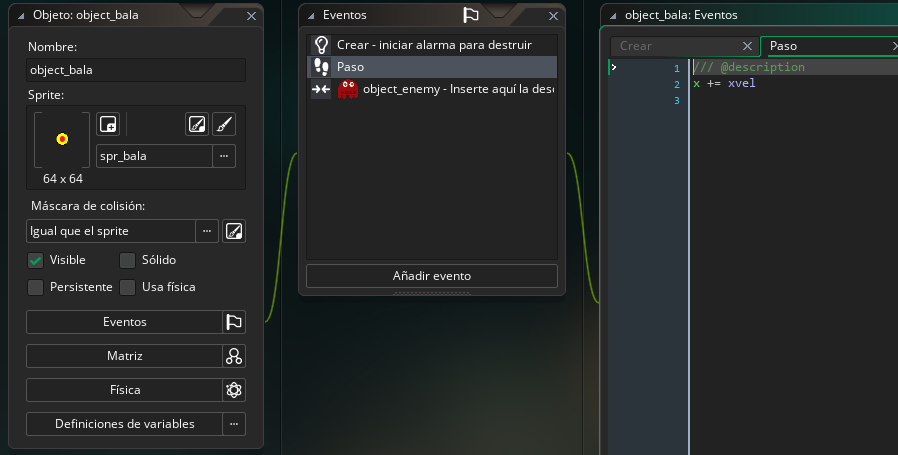 Objeto: object_bala
Nombre:
object_bala
Sprite:
spr_bala
...
64 x 64
Máscara de colisión:
Igual que el sprite
...
Visible
Sólido
Persistente
Usa física
Eventos
Matriz
Física
Definiciones de variables
...
Eventos
Crear - iniciar alarma para destruir
Paso
object_enemy - Inserte aquí la desc
Añadir evento
object_bala: Eventos
Crear
Paso
1 /// @description
2 x += xvel
3